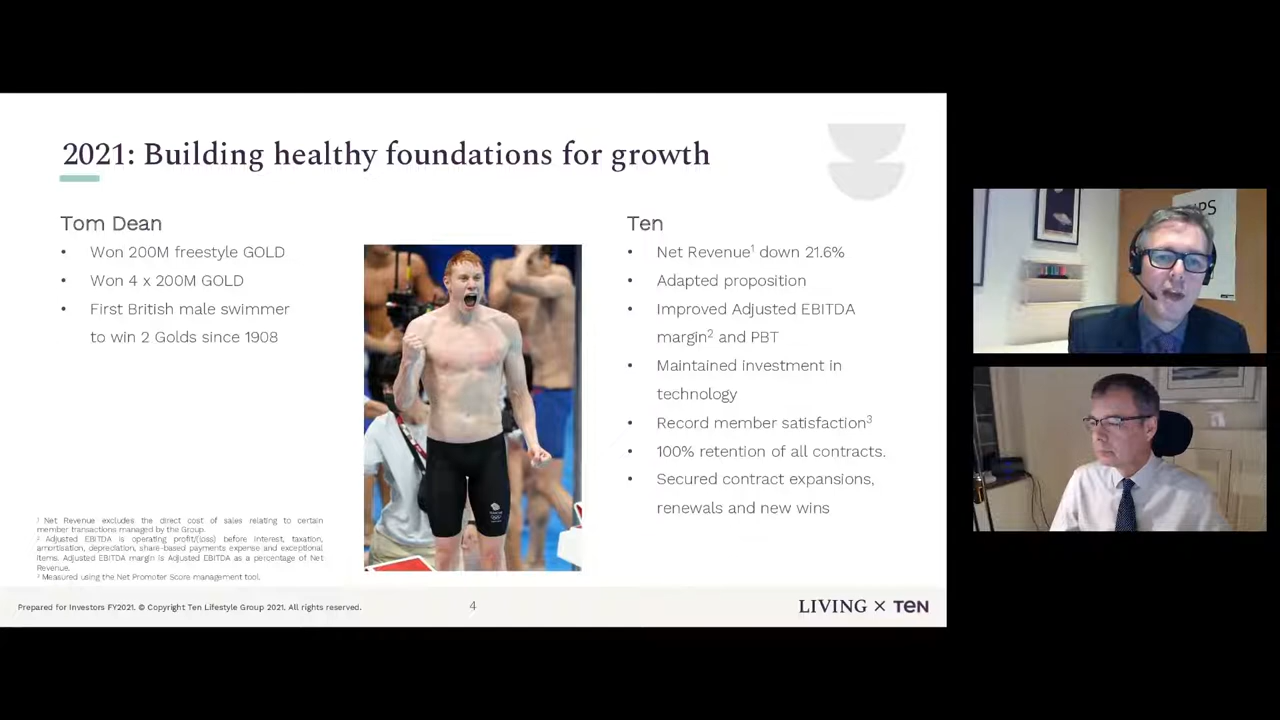 2021: Building healthy foundations for growth
Tom Dean
• Won 200M freestyle GOLD
• Won 4 x 200M GOLD
• First British male swimmer
to win 2 Golds since 1908
Ten
• Net Revenue¹ down 21.6%
• Adapted proposition
• Improved Adjusted EBITDA
margin² and PBT
• Maintained investment in
technology
• Record member satisfaction³
• 100% retention of all contracts.
• Secured contract expansions,
renewals and new wins
¹ Net Revenue excludes the direct cost of sales relating to certain
member transactions managed by the Group.
² Adjusted EBITDA is operating profit/(loss) before interest, taxation,
amortisation, depreciation, share-based payments expense and exceptional
items. Adjusted EBITDA margin is Adjusted EBITDA as a percentage of Net
Revenue.
³ Measured using the Net Promoter Score management tool.
Prepared for Investors FY2021. © Copyright Ten Lifestyle Group 2021. All rights reserved.
4
LIVING × TEN